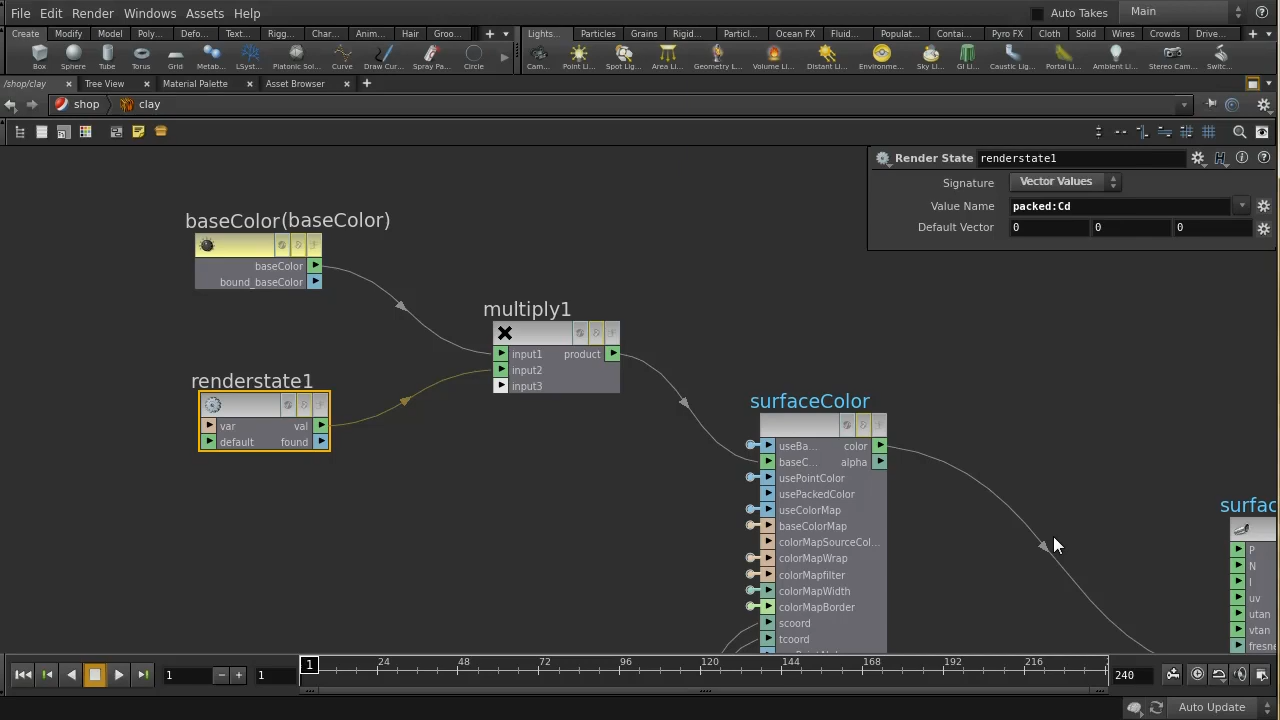 File Edit Render Windows Assets Help
Auto Takes Main
Create Modify Model Poly... Defo... Text... Rigg... Char... Anim... Hair Groo...
Lights... Particles Grains Rigid... Particl... Ocean FX Fluid... Populat... Contai... Pyro FX Cloth Solid Wires Crowds Drive...
Box Sphere Tube Torus Grid Metab... LSyst... Platonic Sol... Curve Draw Cur... Spray Pa... Circle
Cam... Point Li... Spot Lig... Area Li... Geometry L... Volume Li... Distant Li... Environme... Sky Li... GI Li... Caustic Lig... Portal Li... Ambient Li... Stereo Cam... Switc...
/shop/clay Tree View Material Palette Asset Browser
shop clay
Render State renderstate1
Signature Vector Values
Value Name packed:Cd
Default Vector 0 0 0
baseColor(baseColor)
baseColor
bound_baseColor
multiply1
input1 product
input2
input3
renderstate1
var val
default found
surfaceColor
useBa... color
baseC... alpha
usePointColor
usePackedColor
useColorMap
baseColorMap
colorMapSourceCol...
colorMapWrap
colorMapfilter
colorMapWidth
colorMapBorder
scoord
tcoord
surfac
P
N
I
uv
utan
vtan
fresne
1 1 1 24 48 72 96 120 144 168 192 216 240
Auto Update